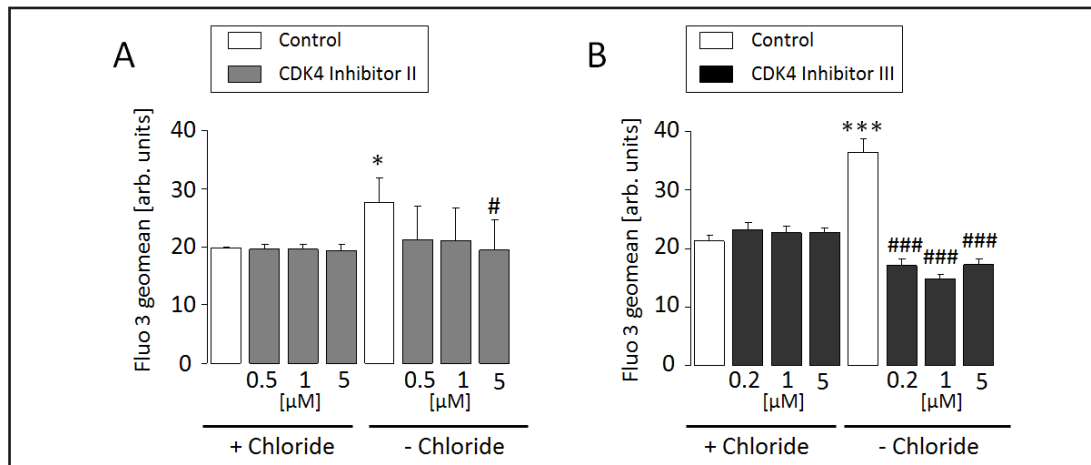 A
Control
CDK4 Inhibitor II
Fluo 3 geomean [arb. units]
40
30
20
10
0
*
#
0.5 1 5 0.5 1 5
[µM] [µM]
+ Chloride - Chloride
B
Control
CDK4 Inhibitor III
Fluo 3 geomean [arb. units]
40
30
20
10
0
***
### ### ###
0.2 1 5 0.2 1 5
[µM] [µM]
+ Chloride - Chloride